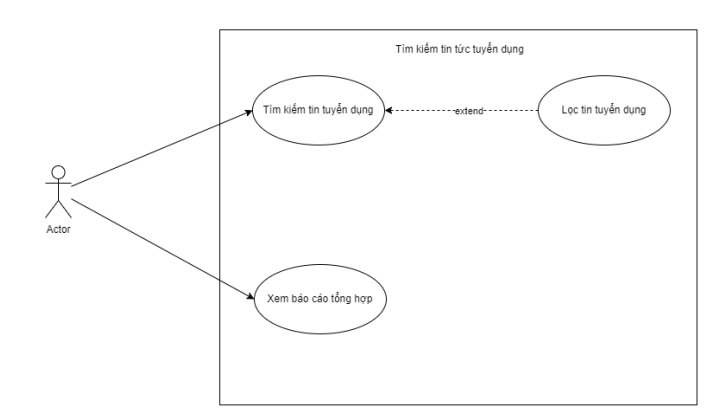 Tìm kiếm tin tức tuyển dụng
Tìm kiếm tin tuyển dụng
extend
Lọc tin tuyển dụng
Actor
Xem báo cáo tổng hợp